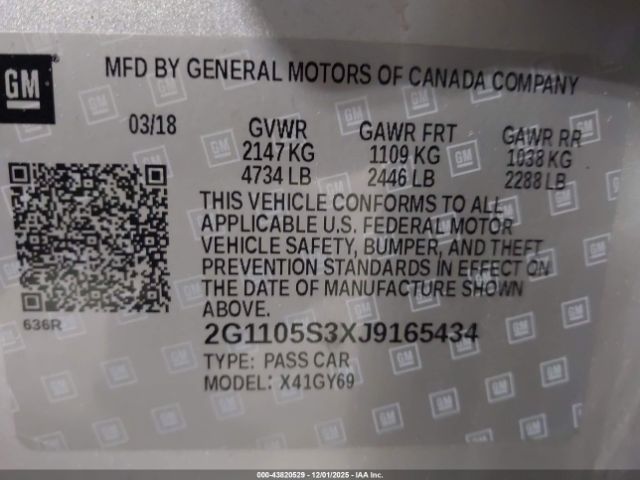 GM
MFD BY GENERAL MOTORS OF CANADA COMPANY
03/18 GVWR GAWR FRT GAWR RR
2147 KG 1109 KG 1038 KG
4734 LB 2446 LB 2288 LB
THIS VEHICLE CONFORMS TO ALL
APPLICABLE U.S. FEDERAL MOTOR
VEHICLE SAFETY, BUMPER, AND THEFT
PREVENTION STANDARDS IN EFFECT ON
THE DATE OF MANUFACTURE SHOWN
ABOVE.
636R
2G1105S3XJ9165434
TYPE: PASS CAR
MODEL: X41GY69
000-43820529 - 12/01/2025 - IAA Inc.